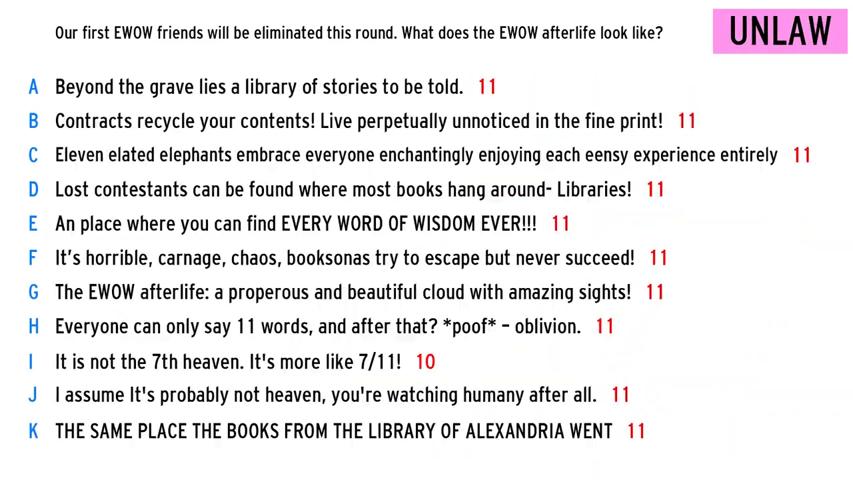 Our first EWOW friends will be eliminated this round. What does the EWOW afterlife look like?
UNLAW
A Beyond the grave lies a library of stories to be told. 11
B Contracts recycle your contents! Live perpetually unnoticed in the fine print! 11
C Eleven elated elephants embrace everyone enchantingly enjoying each eensy experience entirely 11
D Lost contestants can be found where most books hang around- Libraries! 11
E An place where you can find EVERY WORD OF WISDOM EVER!!! 11
F It's horrible, carnage, chaos, booksonas try to escape but never succeed! 11
G The EWOW afterlife: a properous and beautiful cloud with amazing sights! 11
H Everyone can only say 11 words, and after that? *poof* – oblivion. 11
I It is not the 7th heaven. It's more like 7/11! 10
J I assume It's probably not heaven, you're watching humany after all. 11
K THE SAME PLACE THE BOOKS FROM THE LIBRARY OF ALEXANDRIA WENT 11